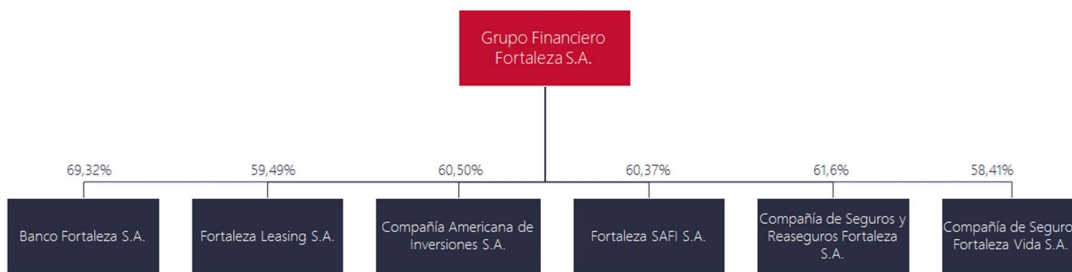 Grupo Financiero
Fortaleza S.A.
69,32%
59,49%
60,50%
60,37%
61,6%
58,41%
Banco Fortaleza S.A.
Fortaleza Leasing S.A.
Compañía Americana de
Inversiones S.A.
Fortaleza SAFI S.A.
Compañía de Seguros y
Reaseguros Fortaleza
S.A.
Compañía de Seguro
Fortaleza Vida S.A.